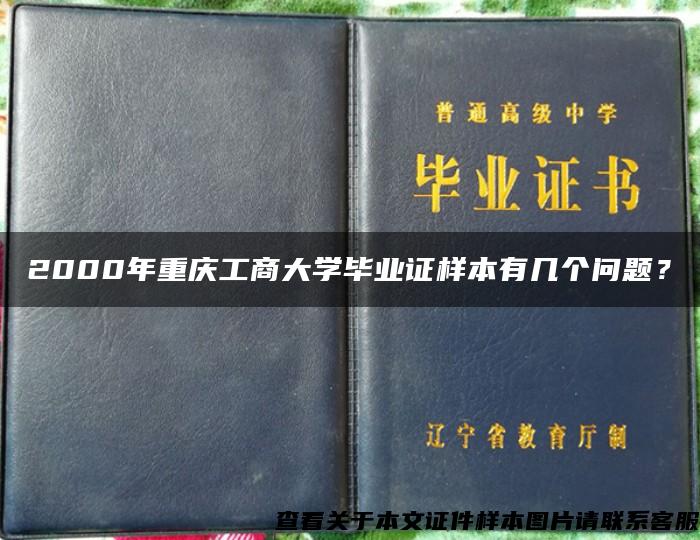 普通高级中学
毕业证书
2000年重庆工商大学毕业证样本有几个问题？
辽宁省教育厅制
查看关于本文证件样本图片请联系客服